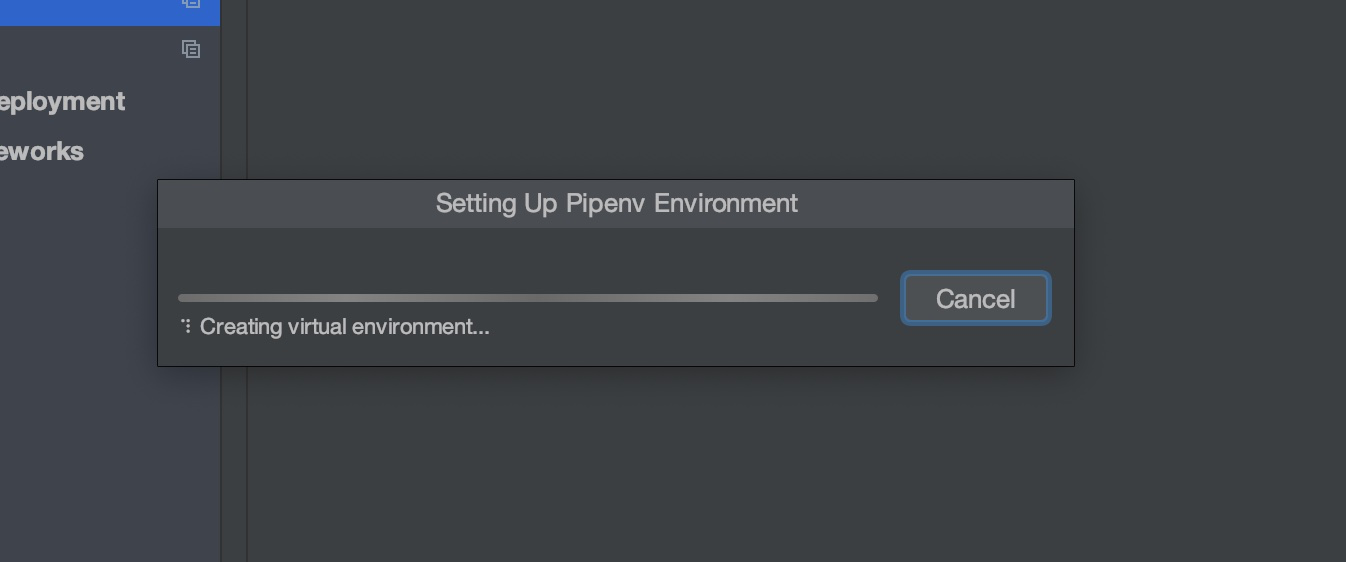 eployment
eworks
Setting Up Pipenv Environment
Cancel
Creating virtual environment...